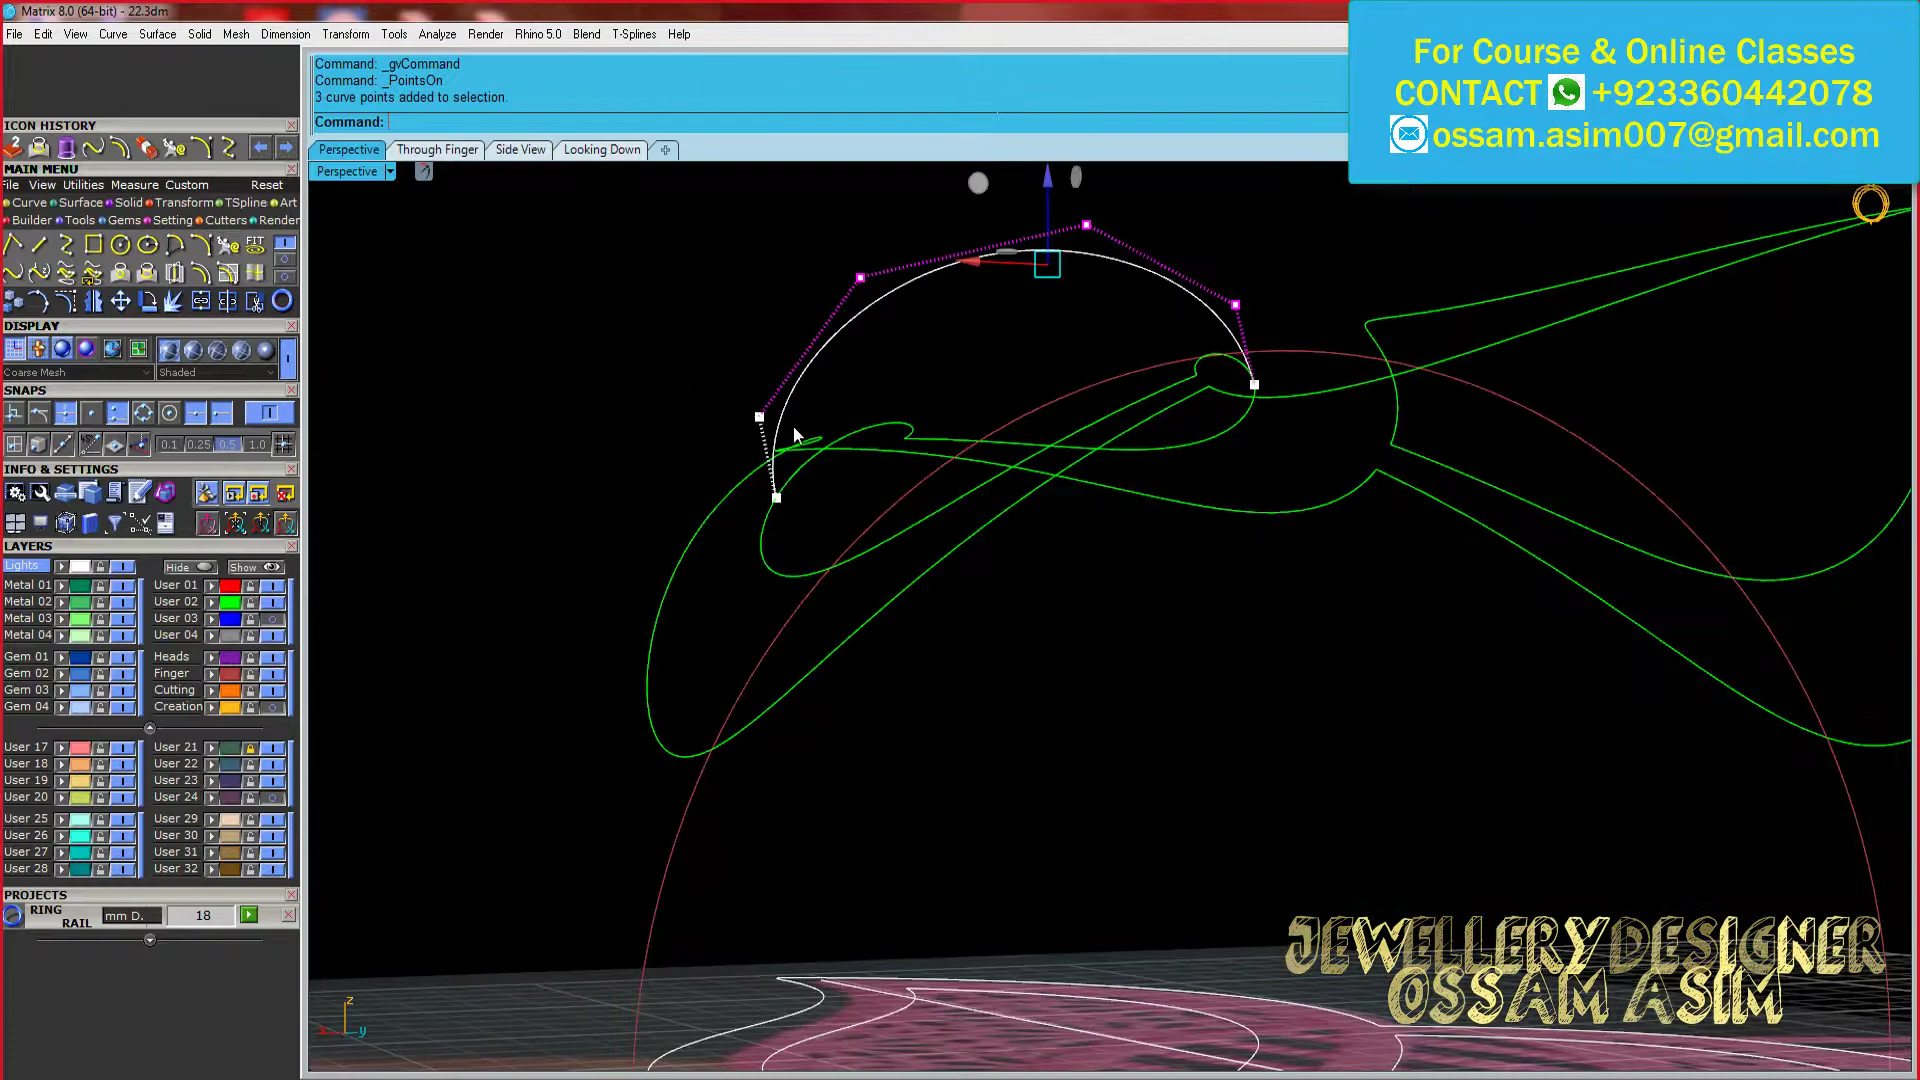 Matrix 8.0 (64-bit) - 22.3dm
File Edit View Curve Surface Solid Mesh Dimension Transform Tools Analyze Render Rhino 5.0 Blend T-Splines Help
For Course & Online Classes
CONTACT +923360442078
ossam.asim007@gmail.com
Command: _gvCommand
Command: _PointsOn
3 curve points added to selection.
Command:
Perspective Through Finger Side View Looking Down
Perspective
ICON HISTORY
MAIN MENU
File View Utilities Measure Custom Reset
Curve Surface Solid Transform TSpline Art
Builder Tools Gems Setting Cutters Render
FIT
DISPLAY
Coarse Mesh Shaded
SNAPS
0.1 0.25 0.5 1.0
INFO & SETTINGS
LAYERS
Lights Hide Show
Metal 01 User 01
Metal 02 User 02
Metal 03 User 03
Metal 04 User 04
Gem 01 Heads
Gem 02 Finger
Gem 03 Cutting
Gem 04 Creation
User 17 User 21
User 18 User 22
User 19 User 23
User 20 User 24
User 25 User 29
User 26 User 30
User 27 User 31
User 28 User 32
PROJECTS
RING RAIL mm D. 18
z
y
JEWELLERYDESIGNER
OSSAM ASIM